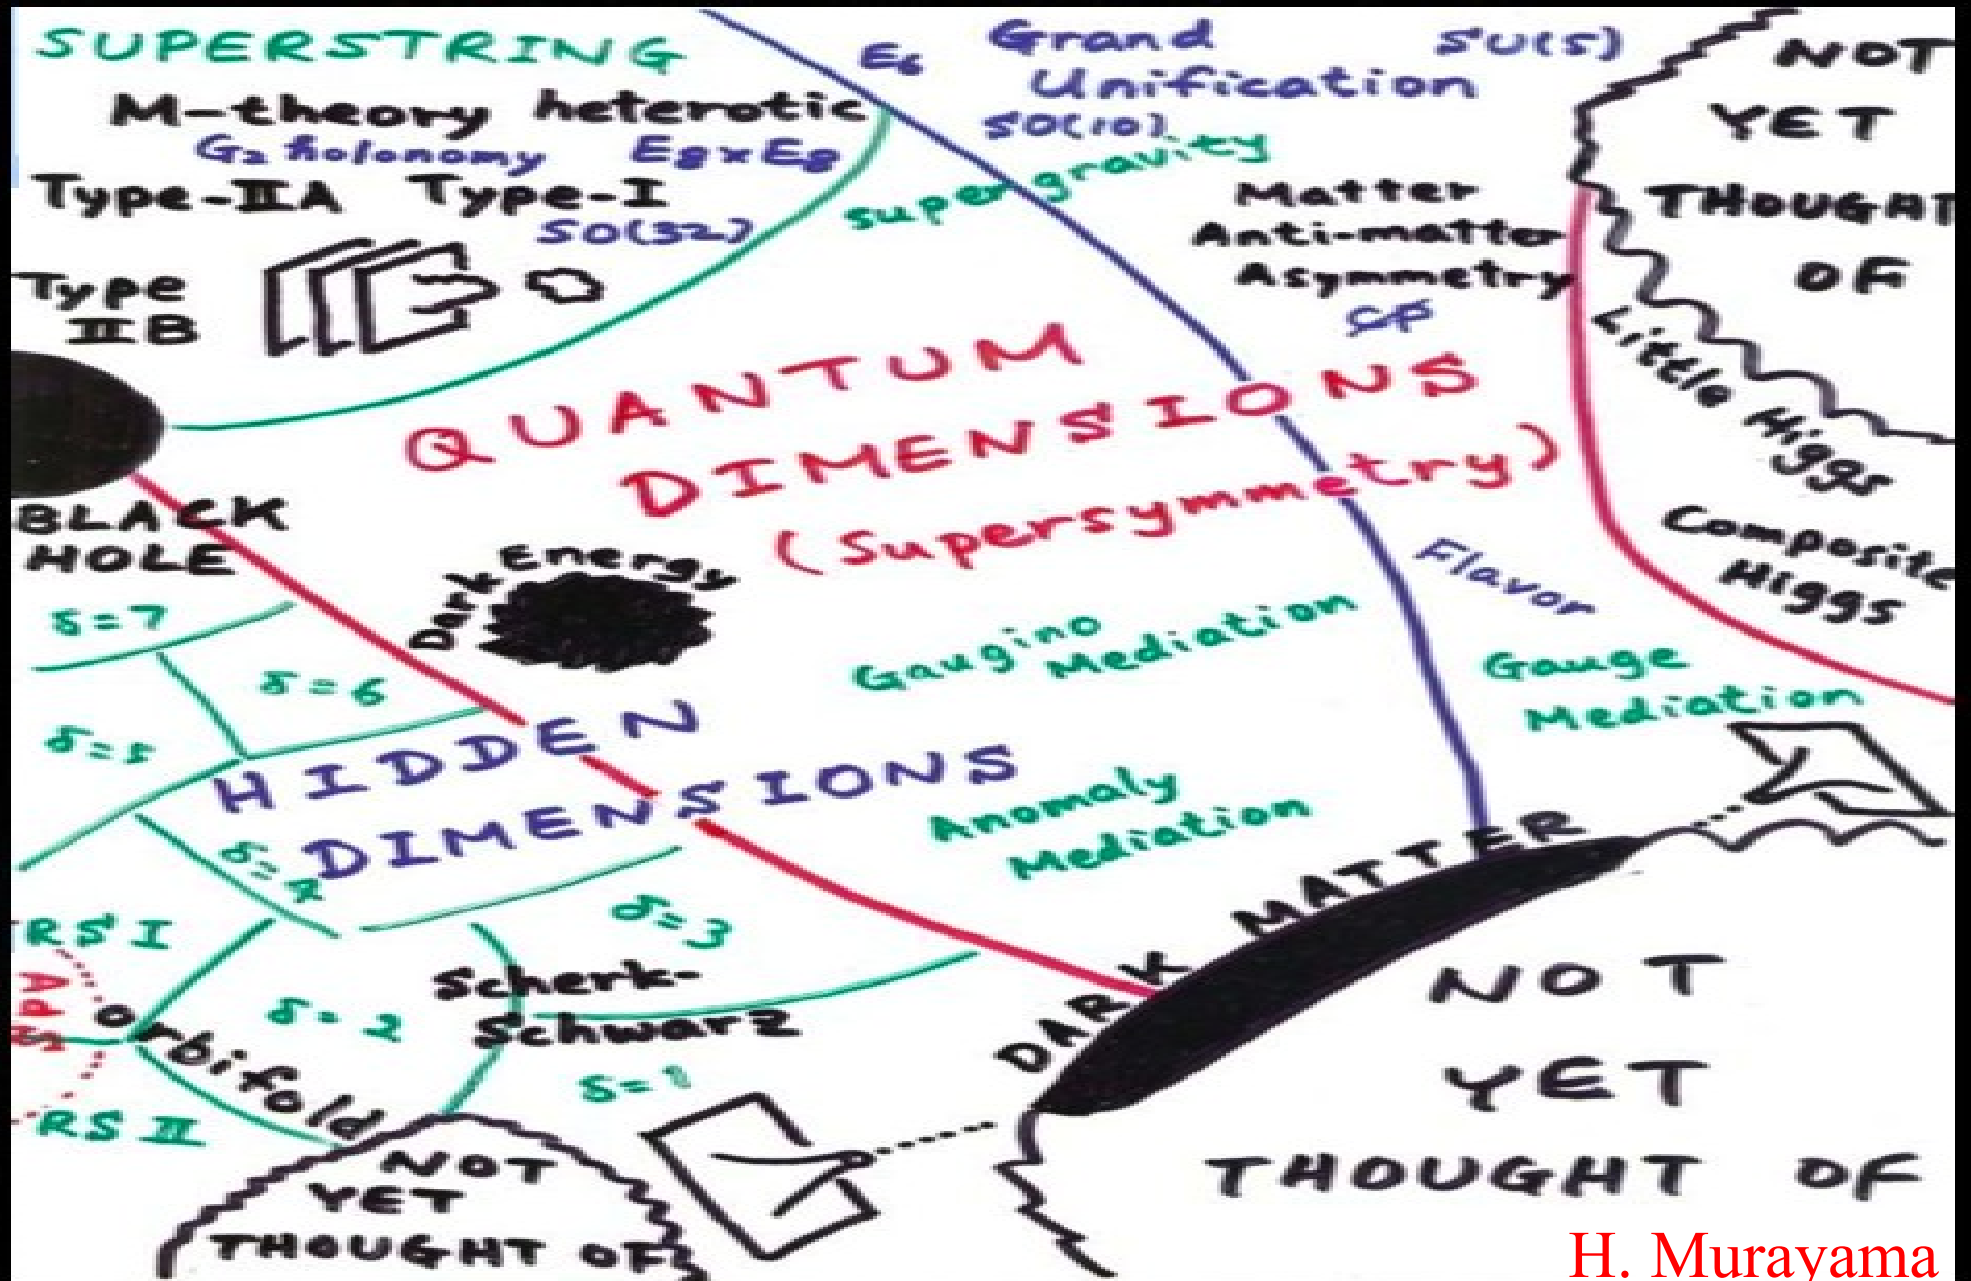 SUPERSTRING
M-theory heterotic
G2 holonomy E8xE8
Type-IIA Type-I
SO(32)
Type
IIB
E6 Grand SU(5)
Unification
SO(10)
supergravity
Matter
Anti-matter
Asymmetry
CP
NOT
YET
THOUGHT
OF
Little Higgs
Composite
Higgs
QUANTUM
DIMENSIONS
(Supersymmetry)
BLACK
HOLE
Dark Energy
Flavor
Gaugino
Mediation
Gauge
Mediation
Anomaly
Mediation
δ=7
δ=6
δ=5
HIDDEN
DIMENSIONS
δ=3
RS I
AdS
orbifold
δ=2
Scherk-
Schwarz
δ=1
RS II
DARK MATTER
NOT
YET
THOUGHT OF
NOT
YET
THOUGHT OF
H. Murayama